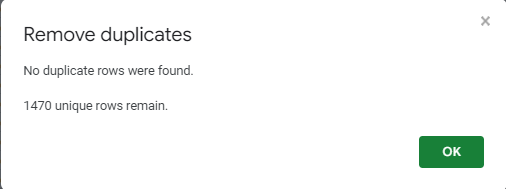 Remove duplicates
No duplicate rows were found.
1470 unique rows remain.
OK